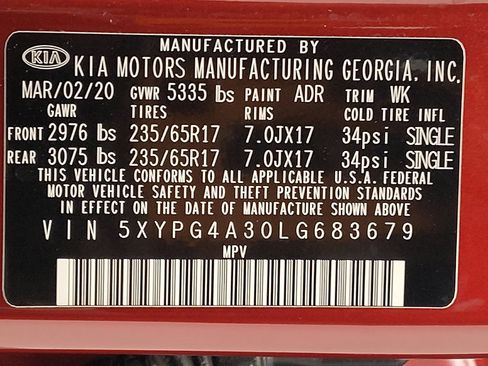 MANUFACTURED BY
KIA KIA MOTORS MANUFACTURING GEORGIA. INC.
MAR/02/20 GVWR 5335 lbs PAINT ADR TRIM WK
GAWR TIRES RIMS COLD TIRE INFL
FRONT 2976 lbs 235/65R17 7.0JX17 34psi SINGLE
REAR 3075 lbs 235/65R17 7.0JX17 34psi SINGLE
THIS VEHICLE CONFORMS TO ALL APPLICABLE U.S.A. FEDERAL
MOTOR VEHICLE SAFETY AND THEFT PREVENTION STANDARDS
IN EFFECT ON THE DATE OF MANUFACTURE SHOWN ABOVE
VIN 5XYPG4A30LG683679
MPV